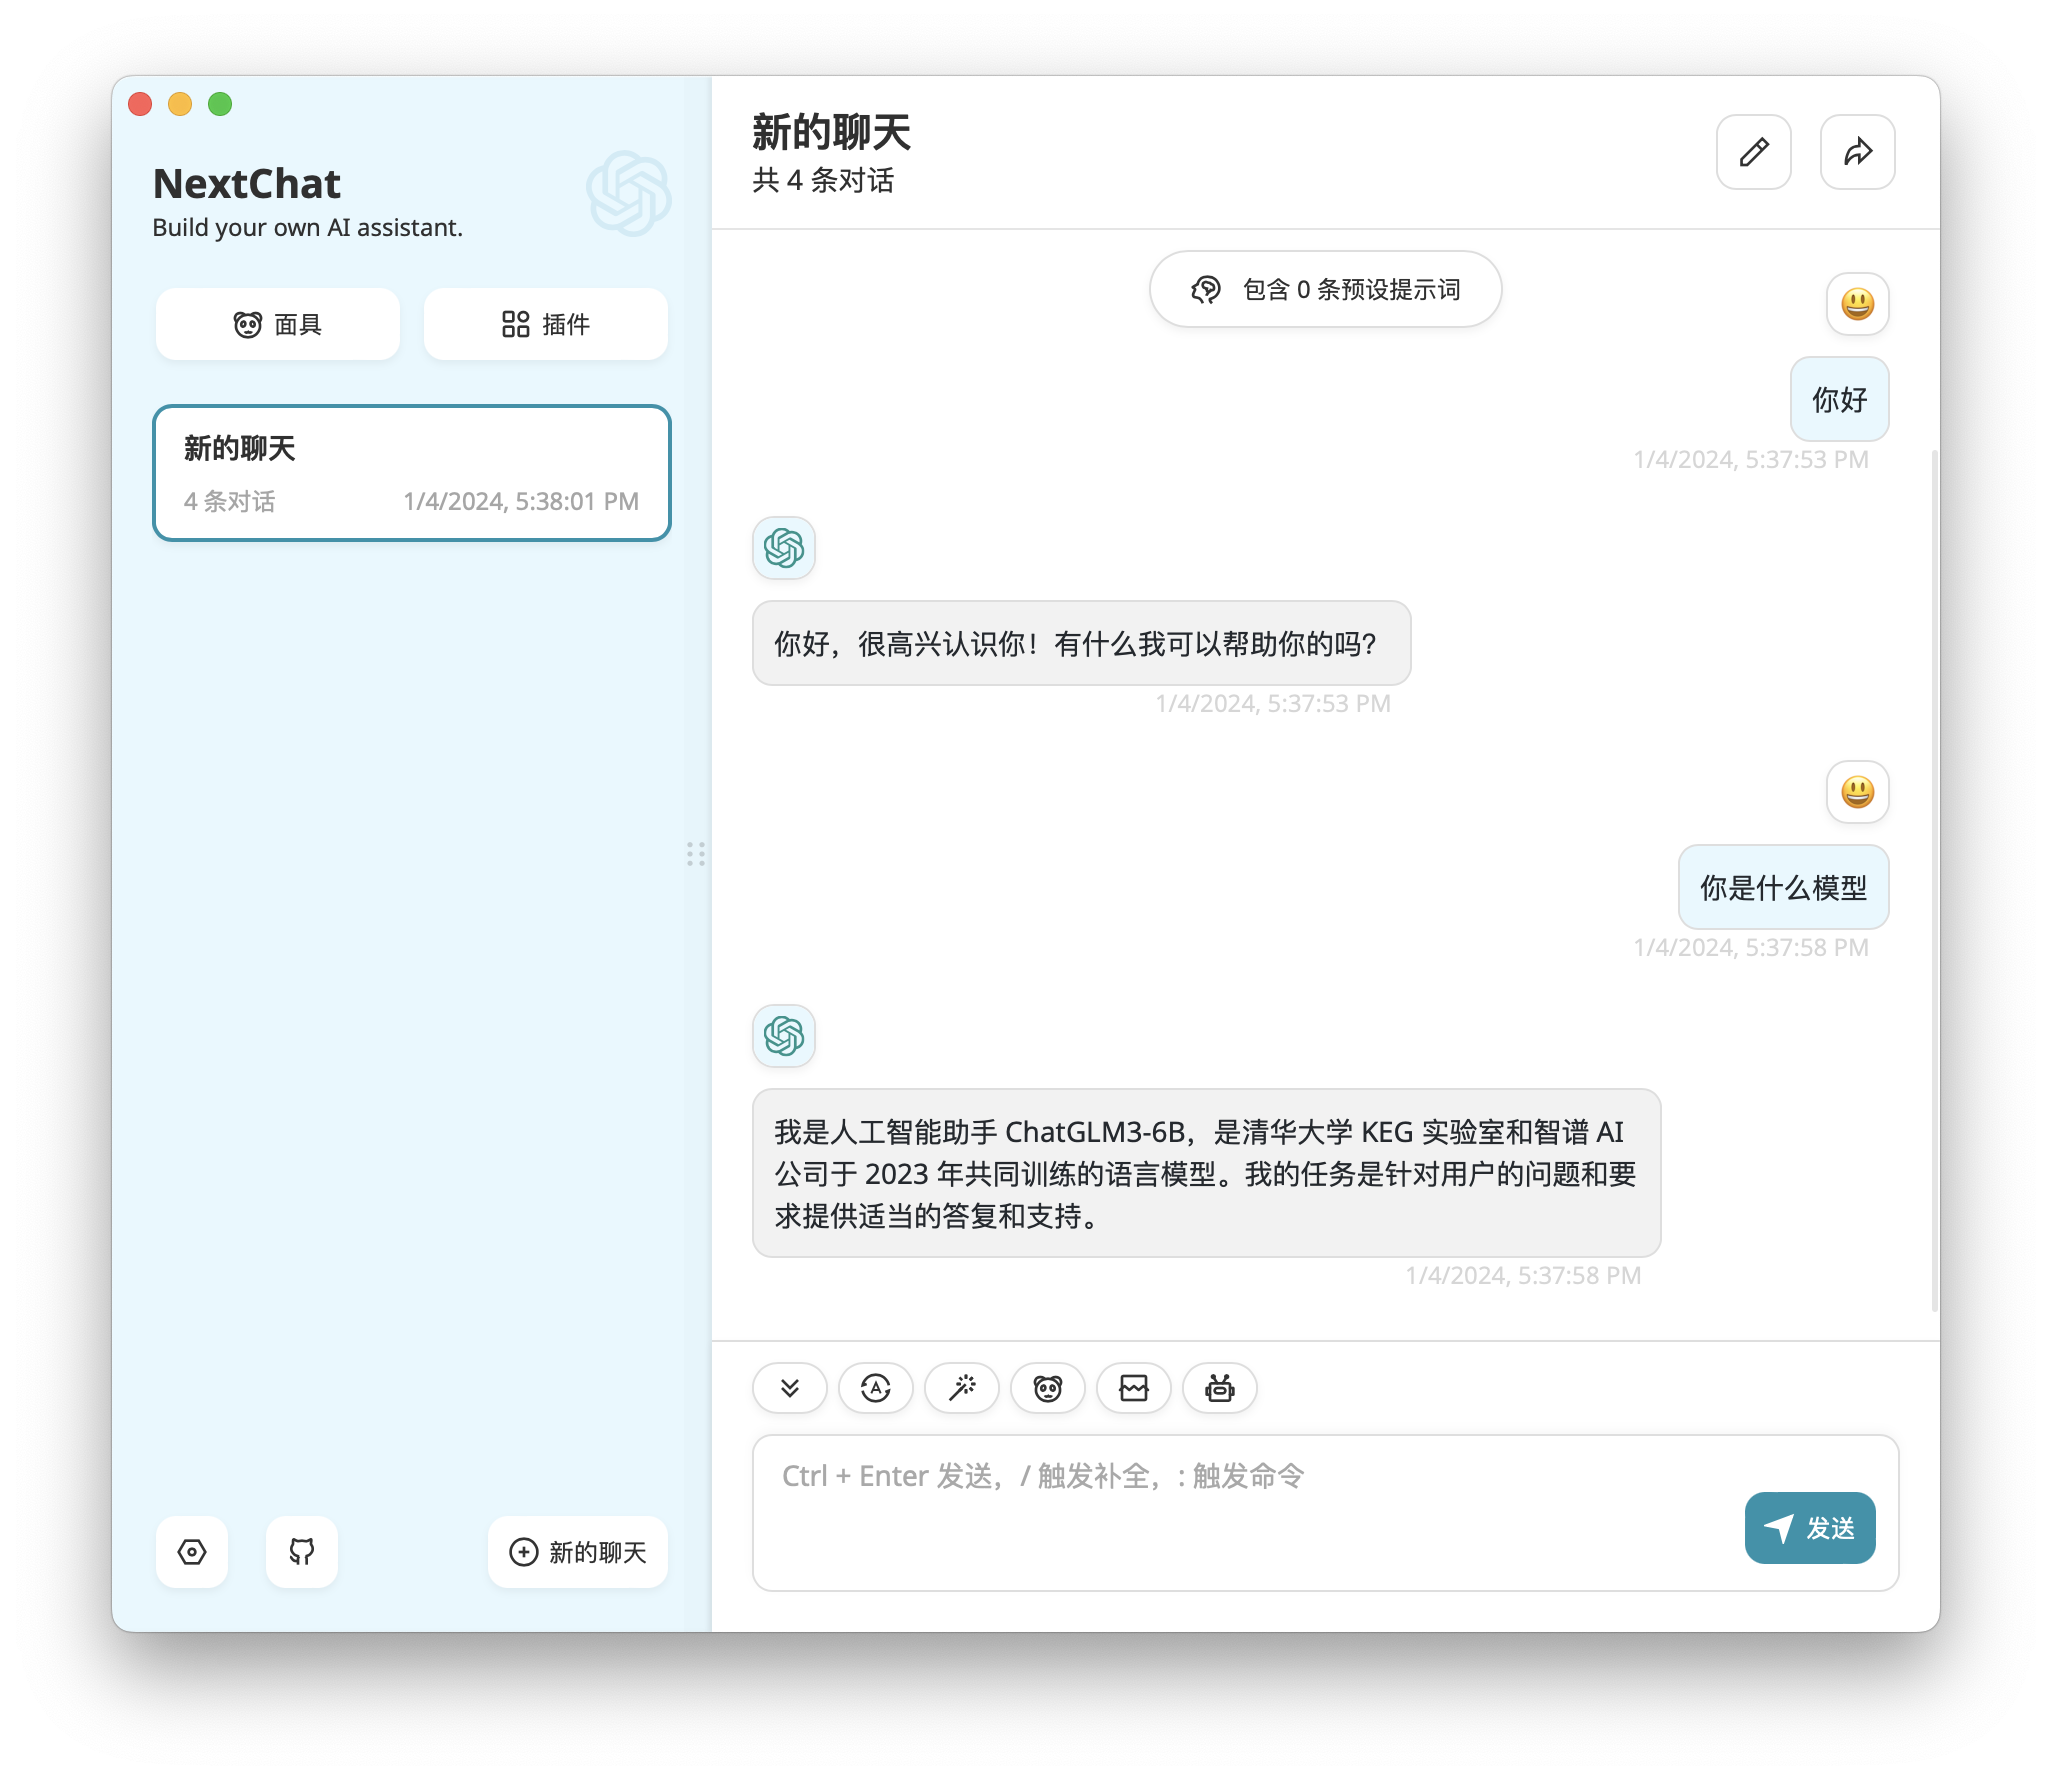 NextChat
Build your own AI assistant.
面具
插件
新的聊天
4 条对话
1/4/2024, 5:38:01 PM
新的聊天
新的聊天
共 4 条对话
包含 0 条预设提示词
你好
1/4/2024, 5:37:53 PM
你好，很高兴认识你！有什么我可以帮助你的吗？
1/4/2024, 5:37:53 PM
你是什么模型
1/4/2024, 5:37:58 PM
我是人工智能助手 ChatGLM3-6B，是清华大学 KEG 实验室和智谱 AI
公司于 2023 年共同训练的语言模型。我的任务是针对用户的问题和要
求提供适当的答复和支持。
1/4/2024, 5:37:58 PM
Ctrl + Enter 发送，/ 触发补全，: 触发命令
发送